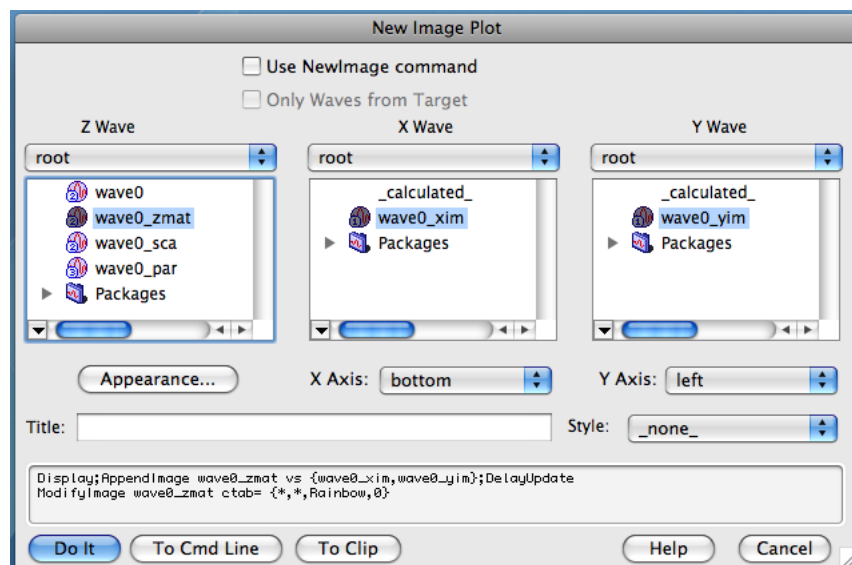 New Image Plot
Use NewImage command
Only Waves from Target
Z Wave X Wave Y Wave
root root root
wave0 _calculated_ _calculated_
wave0_zmat wave0_xim wave0_yim
wave0_sca Packages Packages
wave0_par
Packages
Appearance... X Axis: bottom Y Axis: left
Title: Style: _none_
Display;AppendImage wave0_zmat vs {wave0_xim,wave0_yim};DelayUpdate
ModifyImage wave0_zmat ctab= {*,*,Rainbow,0}
Do It To Cmd Line To Clip Help Cancel